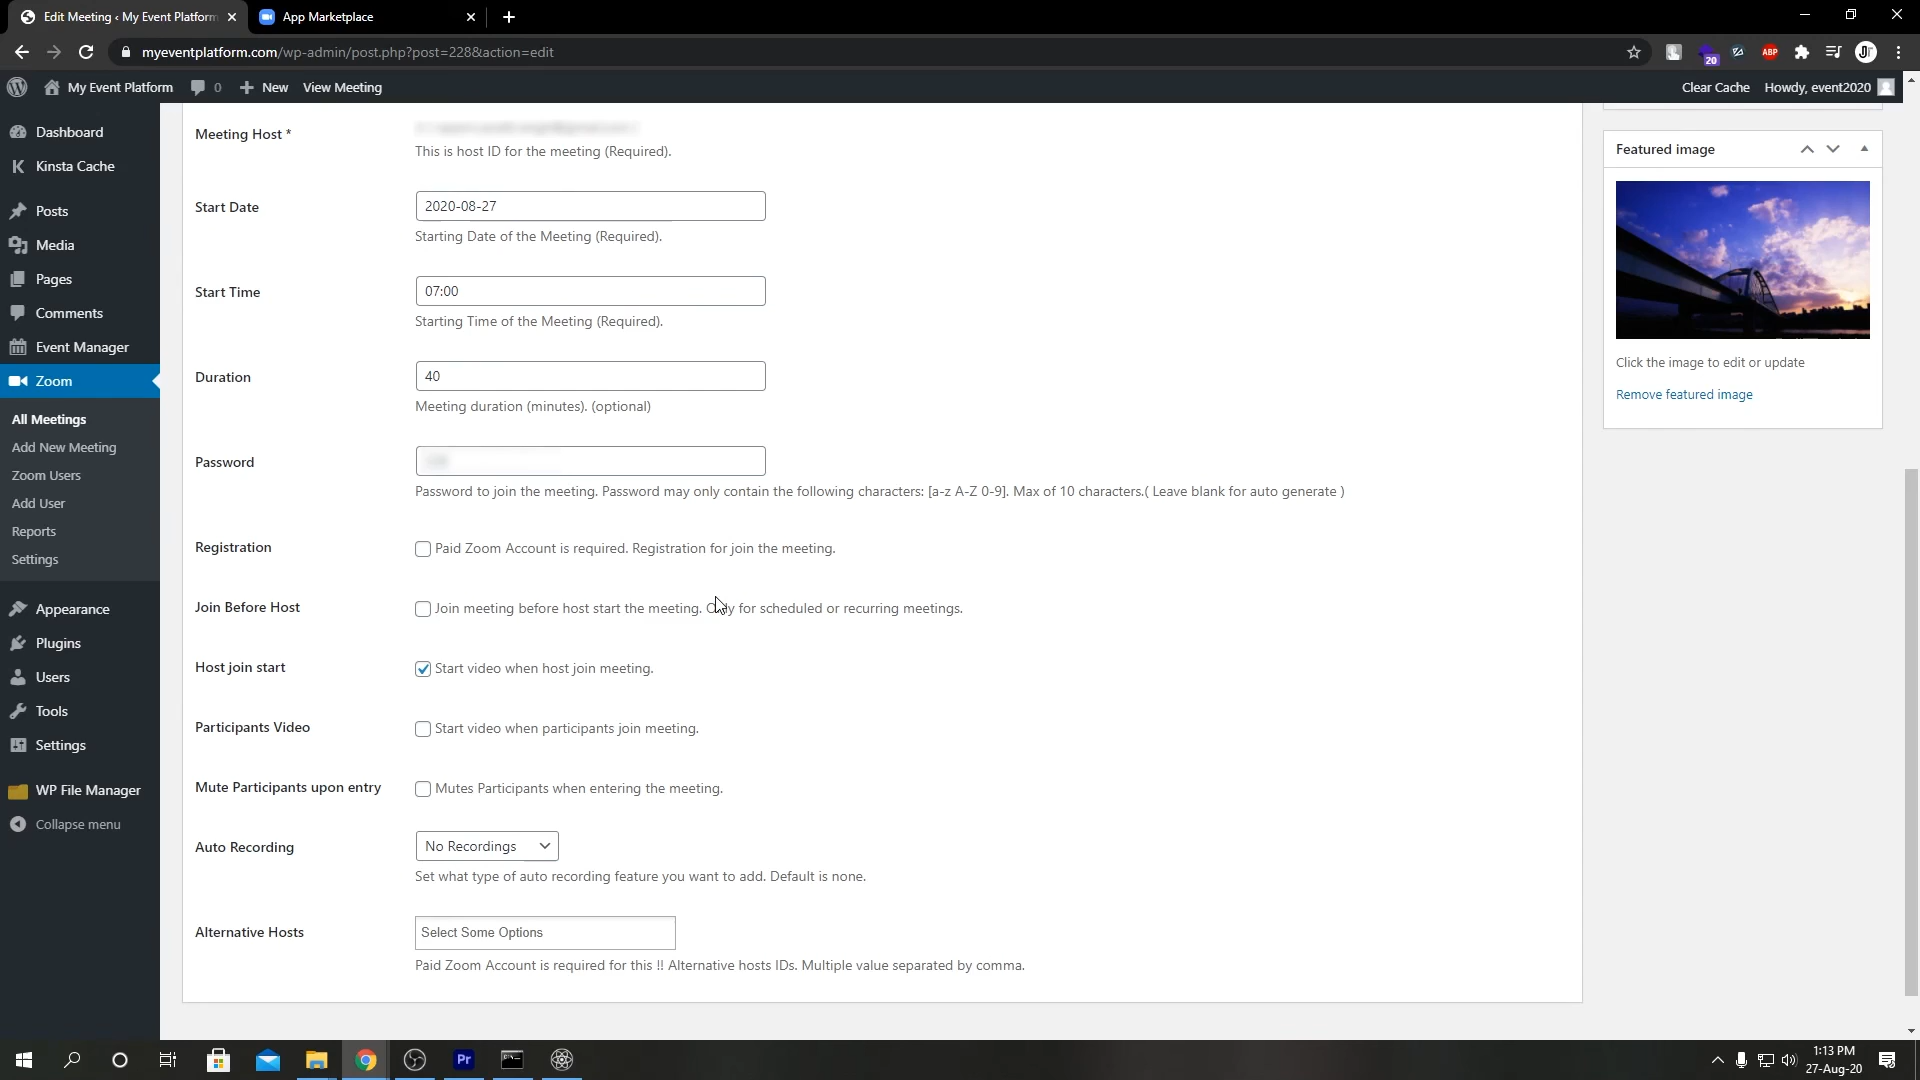 Edit Meeting ‹ My Event Platform
App Marketplace
myeventplatform.com/wp-admin/post.php?post=228&action=edit
ABP
20
My Event Platform
0
New
View Meeting
Clear Cache
Howdy, event2020
Dashboard
Kinsta Cache
Posts
Media
Pages
Comments
Event Manager
Zoom
All Meetings
Add New Meeting
Zoom Users
Add User
Reports
Settings
Appearance
Plugins
Users
Tools
Settings
WP File Manager
Collapse menu
Meeting Host *
This is host ID for the meeting (Required).
Start Date
2020-08-27
Starting Date of the Meeting (Required).
Start Time
07:00
Starting Time of the Meeting (Required).
Duration
40
Meeting duration (minutes). (optional)
Password
Password to join the meeting. Password may only contain the following characters: [a-z A-Z 0-9]. Max of 10 characters.( Leave blank for auto generate )
Registration
Paid Zoom Account is required. Registration for join the meeting.
Join Before Host
Join meeting before host start the meeting. Only for scheduled or recurring meetings.
Host join start
Start video when host join meeting.
Participants Video
Start video when participants join meeting.
Mute Participants upon entry
Mutes Participants when entering the meeting.
Auto Recording
No Recordings
Set what type of auto recording feature you want to add. Default is none.
Alternative Hosts
Select Some Options
Paid Zoom Account is required for this !! Alternative hosts IDs. Multiple value separated by comma.
Featured image
Click the image to edit or update
Remove featured image
Pr
1:13 PM
27-Aug-20